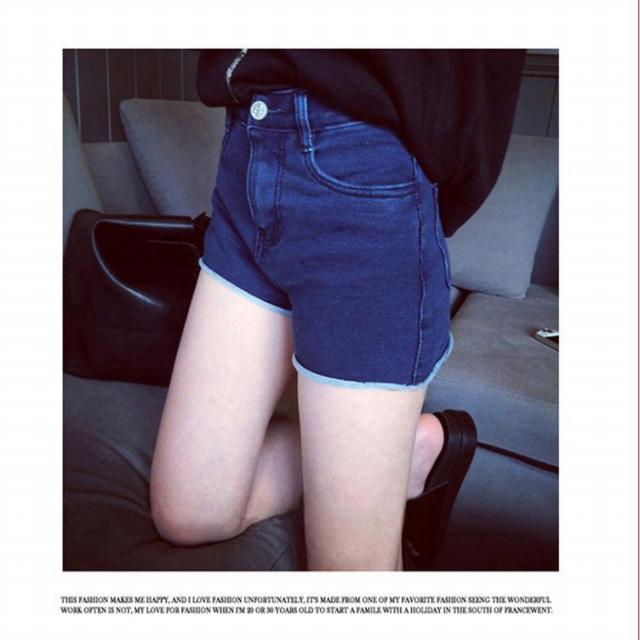 THIS FASHION MAKES ME HAPPY, AND I LOVE FASHION UNFORTUNATELY, IT'S MADE FROM ONE OF MY FAVORITE FASHION SEENG THE WONDERFUL
WORK OFTEN IS NOT, MY LOVE FOR FASHION WHEN I'M 20 OR 30 YEARS OLD TO START A FAMILE WITH A HOLIDAY IN THE SOUTH OF FRANCEWENT.